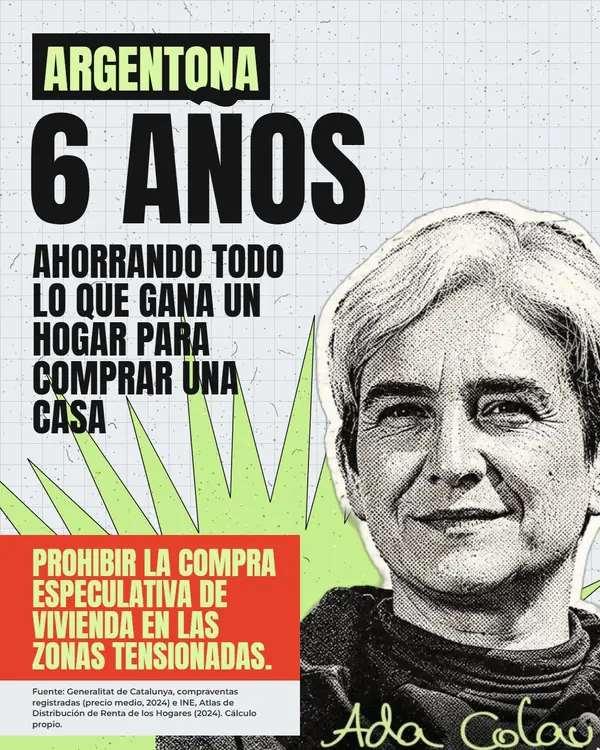 ARGENTONA
6 AÑOS
AHORRANDO TODO
LO QUE GANA UN
HOGAR PARA
COMPRAR UNA
CASA
PROHIBIR LA COMPRA
ESPECULATIVA DE
VIVIENDA EN LAS
ZONAS TENSIONADAS.
Fuente: Generalitat de Catalunya, compraventas
registradas (precio medio, 2024) e INE, Atlas de
Distribución de Renta de los Hogares (2024). Cálculo
propio.
Ada Colau